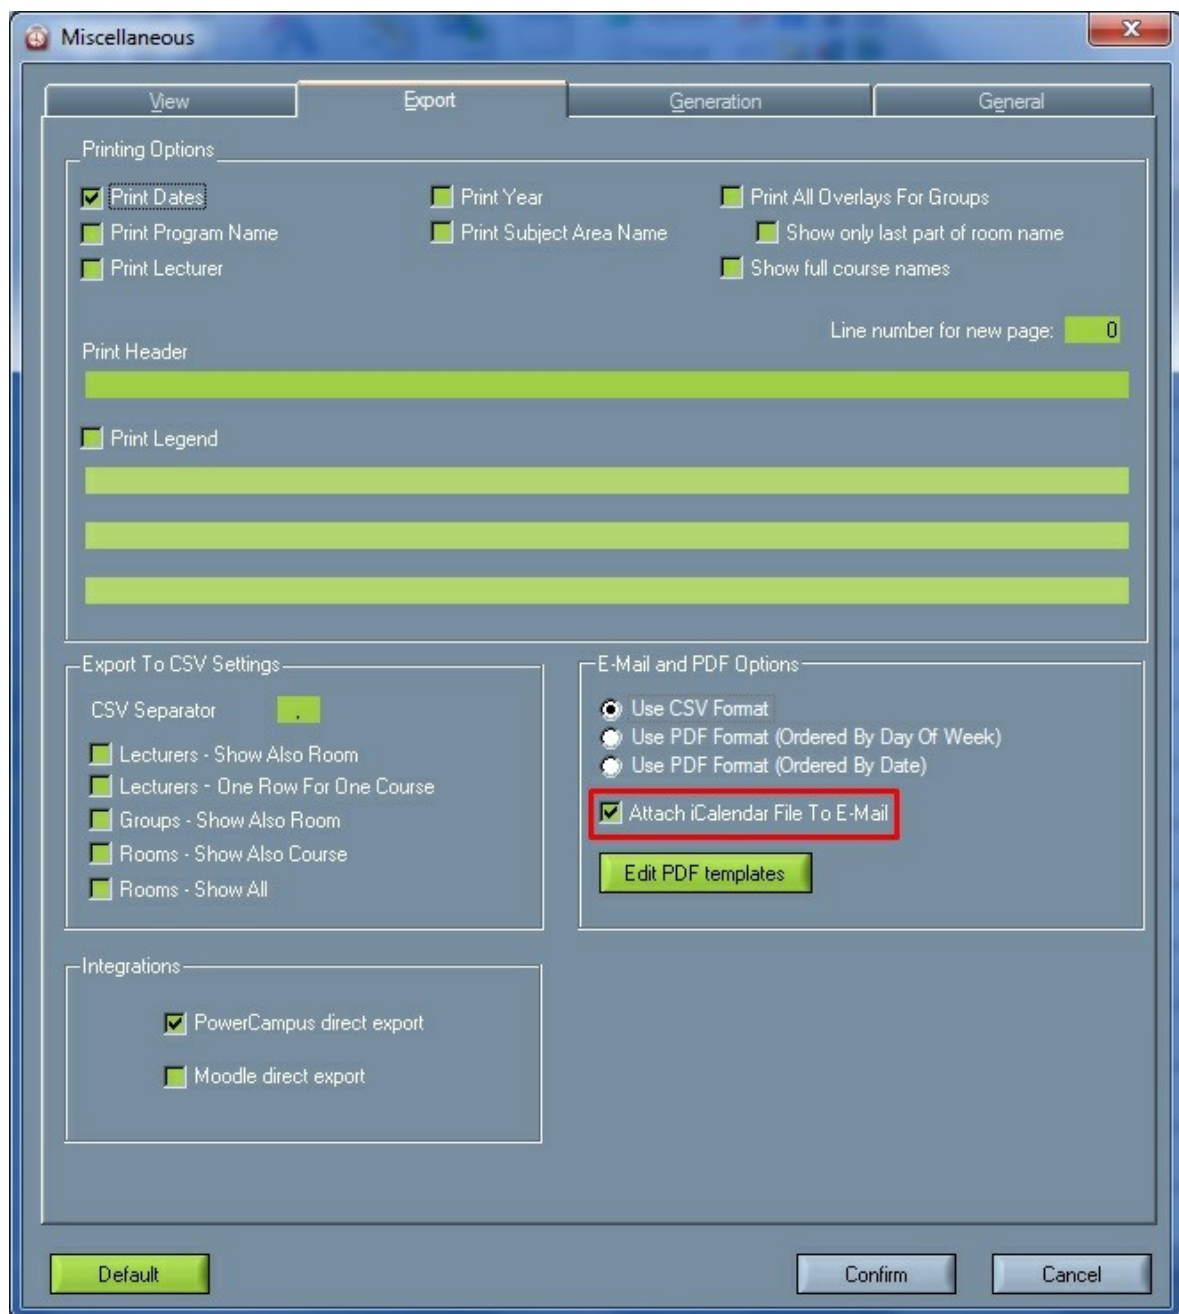 Miscellaneous
x
View Export Generation General
Printing Options
Print Dates Print Year Print All Overlays For Groups
Print Program Name Print Subject Area Name Show only last part of room name
Print Lecturer Show full course names
Line number for new page: 0
Print Header
Print Legend
Export To CSV Settings
CSV Separator ,
Lecturers - Show Also Room
Lecturers - One Row For One Course
Groups - Show Also Room
Rooms - Show Also Course
Rooms - Show All
E-Mail and PDF Options
Use CSV Format
Use PDF Format (Ordered By Day Of Week)
Use PDF Format (Ordered By Date)
Attach iCalendar File To E-Mail
Edit PDF templates
Integrations
PowerCampus direct export
Moodle direct export
Default Confirm Cancel